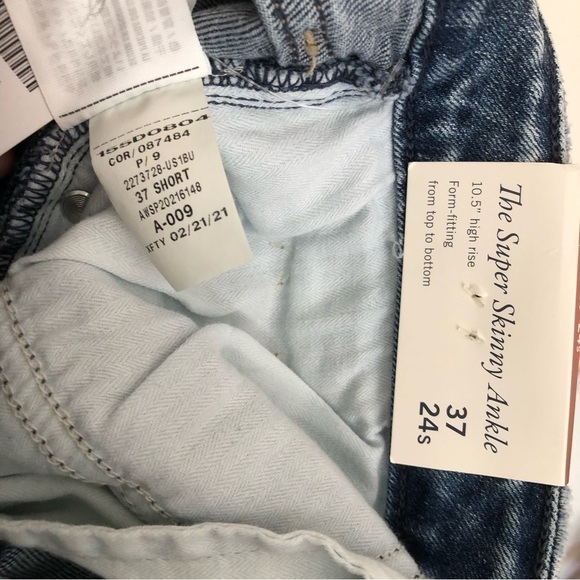 155D0804
COR/087484
P/ 9
2273728-US1BU
37 SHORT
AWSP20216148
A-009
XFTY 02/21/21
The Super Skinny Ankle
10.5" high rise
Form-fitting
from top to bottom
37
24s